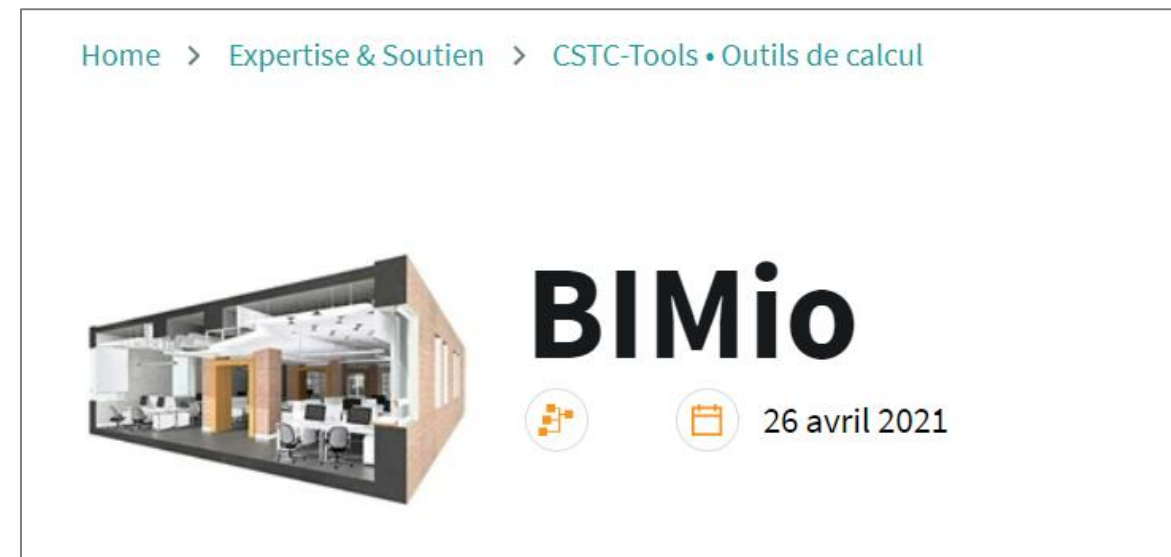 Home > Expertise & Soutien > CSTC-Tools • Outils de calcul
BIMio
26 avril 2021